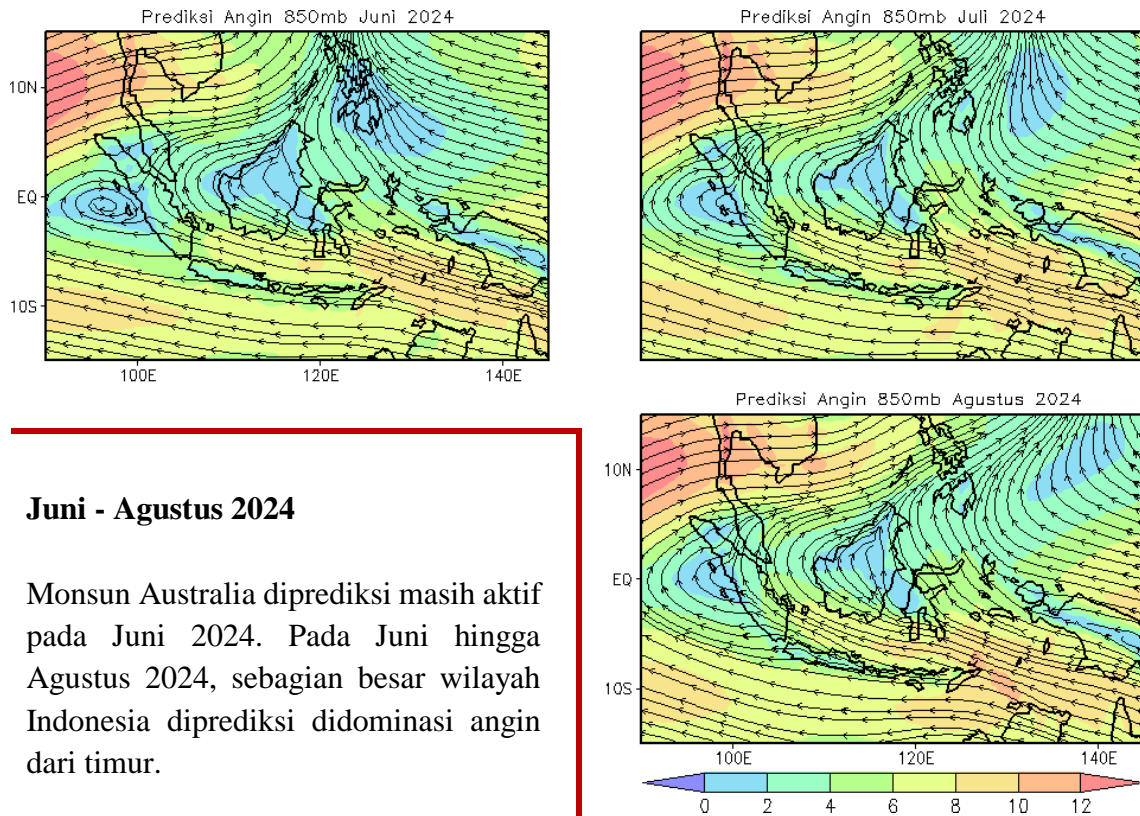 Prediksi Angin 850mb Juni 2024
10N
EQ
10S
100E 120E 140E
Prediksi Angin 850mb Juli 2024
Juni - Agustus 2024
Monsun Australia diprediksi masih aktif
pada Juni 2024. Pada Juni hingga
Agustus 2024, sebagian besar wilayah
Indonesia diprediksi didominasi angin
dari timur.
Prediksi Angin 850mb Agustus 2024
10N
EQ
10S
100E 120E 140E
0 2 4 6 8 10 12